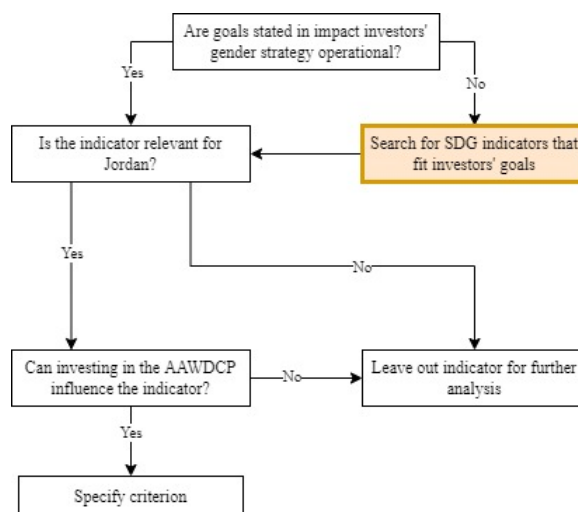 Are goals stated in impact investors'
gender strategy operational?
Yes
No
Is the indicator relevant for
Jordan?
Search for SDG indicators that
fit investors' goals
Yes
No
Can investing in the AAWDCP
influence the indicator?
No
Leave out indicator for further
analysis
Yes
Specify criterion